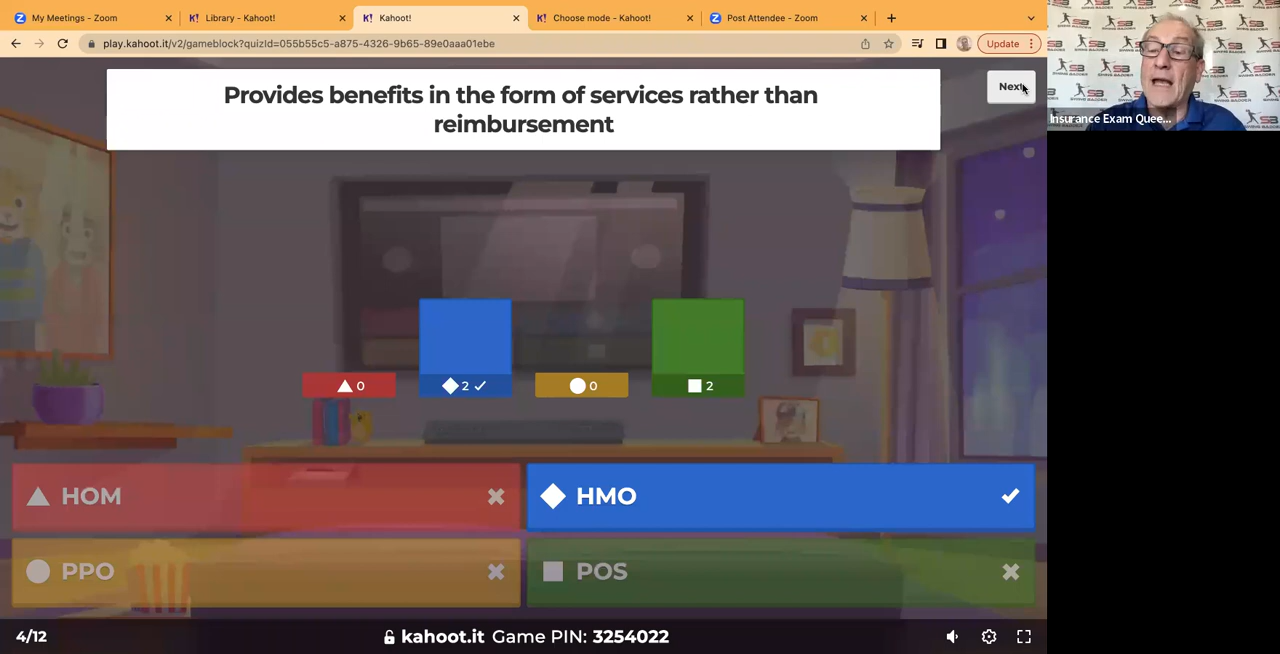 My Meetings - Zoom
Library - Kahoot!
Kahoot!
Choose mode - Kahoot!
Post Attendee - Zoom
play.kahoot.it/v2/gameblock?quizId=055b55c5-a875-4326-9b65-89e0aaa01ebe
Update
Provides benefits in the form of services rather than
reimbursement
Next
Insurance Exam Quee...
0
2
0
2
HOM
HMO
PPO
POS
4/12
kahoot.it Game PIN: 3254022